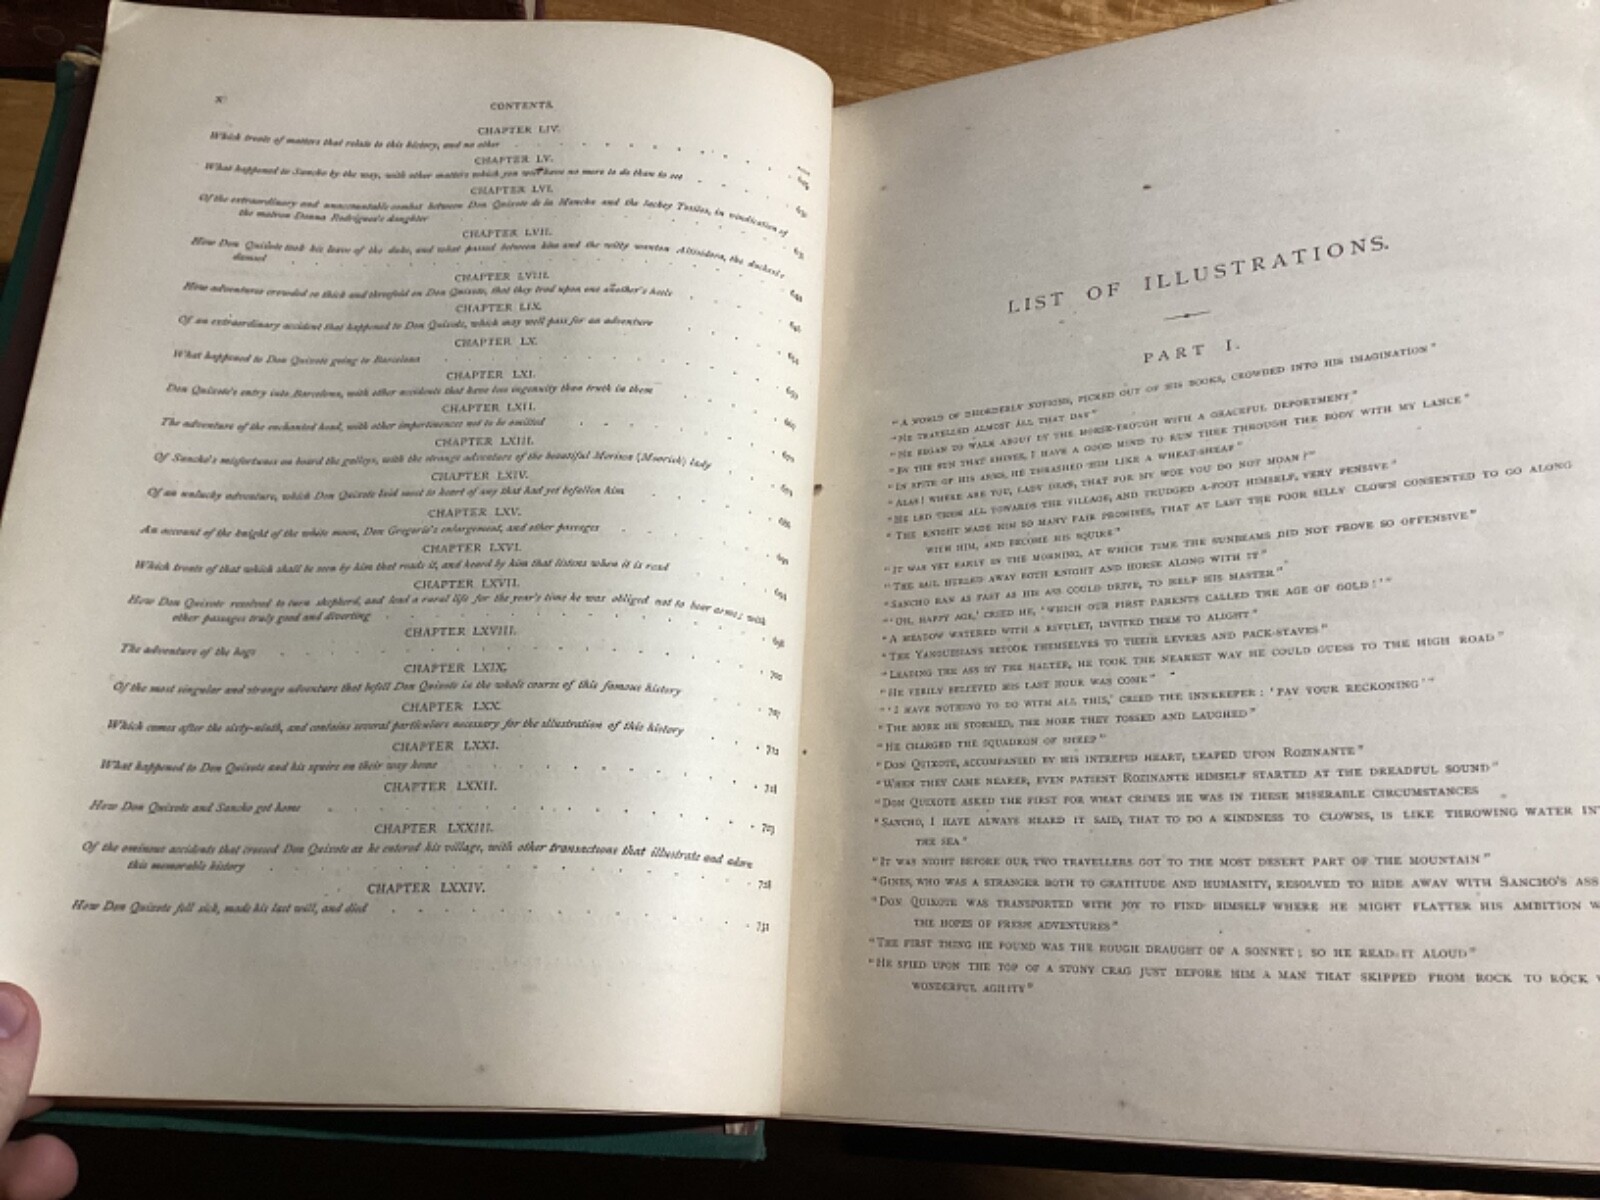 CONTENTS.
CHAPTER LIV.
Which treats of matters that relate to this history, and no other
CHAPTER LV.
What happened to Sancho by the way, with other matters which you will have no more to do than to see
CHAPTER LVI.
Of the extraordinary and unaccountable combat between Don Quixote de la Mancha and the lackey Tosilos, in vindication of
the matron Donna Rodriguez's daughter
CHAPTER LVII.
How Don Quixote took his leave of the duke, and what passed between him and the witty wanton Altisidora, the duchess's
damsel
CHAPTER LVIII.
How adventures crowded so thick and threefold on Don Quixote, that they trod upon one another's heels
CHAPTER LIX.
Of an extraordinary accident that happened to Don Quixote, which may well pass for an adventure
CHAPTER LX.
What happened to Don Quixote going to Barcelona
CHAPTER LXI.
Don Quixote's entry into Barcelona, with other accidents that have less ingenuity than truth in them
CHAPTER LXII.
The adventure of the enchanted head, with other impertinences not to be omitted
CHAPTER LXIII.
Of Sancho's misfortunes on board the galleys, with the strange adventure of the beautiful Morisca (Moorish) lady
CHAPTER LXIV.
Of an unlucky adventure, which Don Quixote laid most to heart of any that had yet befallen him
CHAPTER LXV.
An account of the knight of the white moon, Don Gregorio's enlargement, and other passages
CHAPTER LXVI.
Which treats of that which shall be seen by him that reads it, and heard by him that listens when it is read
CHAPTER LXVII.
How Don Quixote resolved to turn shepherd, and lead a rural life for the year's time he was obliged not to bear arms; with
other passages truly good and diverting
CHAPTER LXVIII.
The adventure of the hogs
CHAPTER LXIX.
Of the most singular and strange adventure that befell Don Quixote in the whole course of this famous history
CHAPTER LXX.
Which comes after the sixty-ninth, and contains several particulars necessary for the illustration of this history
712
CHAPTER LXXI.
What happened to Don Quixote and his squire on their way home
CHAPTER LXXII.
How Don Quixote and Sancho got home
723
CHAPTER LXXIII.
Of the ominous accidents that crossed Don Quixote as he entered his village, with other transactions that illustrate and adorn
this memorable history 728
CHAPTER LXXIV.
How Don Quixote fell sick, made his last will, and died 731
LIST OF ILLUSTRATIONS.
PART I.
"A WORLD OF DISORDERLY NOTIONS, PICKED OUT OF HIS BOOKS, CROWDED INTO HIS IMAGINATION"
"HE TRAVELLED ALMOST ALL THAT DAY"
"HE BEGAN TO WALK ABOUT BY THE HORSE-TROUGH WITH A GRACEFUL DEPORTMENT"
"BY THE SUN THAT SHINES, I HAVE A GOOD MIND TO RUN THEE THROUGH THE BODY WITH MY LANCE"
"IN SPITE OF HIS ARMS, HE THRASHED HIM LIKE A WHEAT-SHEAF"
"ALAS! WHERE ARE YOU, LADY DEAR, THAT FOR MY WOE YOU DO NOT MOAN?"
"HE LED THEM ALL TOWARDS THE VILLAGE, AND TRUDGED A-FOOT HIMSELF, VERY PENSIVE"
"THE KNIGHT MADE HIM SO MANY FAIR PROMISES, THAT AT LAST THE POOR SILLY CLOWN CONSENTED TO GO ALONG
WITH HIM, AND BECOME HIS SQUIRE"
"IT WAS YET EARLY IN THE MORNING, AT WHICH TIME THE SUNBEAMS DID NOT PROVE SO OFFENSIVE"
"THE SAIL HURLED AWAY BOTH KNIGHT AND HORSE ALONG WITH IT"
"SANCHO RAN AS FAST AS HIS ASS COULD DRIVE, TO HELP HIS MASTER"
"'OH, HAPPY AGE,' CRIED HE, 'WHICH OUR FIRST PARENTS CALLED THE AGE OF GOLD!'"
"A MEADOW WATERED WITH A RIVULET, INVITED THEM TO ALIGHT"
"THE YANGUESIANS BETOOK THEMSELVES TO THEIR LEVERS AND PACK-STAVES"
"LEADING THE ASS BY THE HALTER, HE TOOK THE NEAREST WAY HE COULD GUESS TO THE HIGH ROAD"
"HE VERILY BELIEVED HIS LAST HOUR WAS COME"
"'I HAVE NOTHING TO DO WITH ALL THIS,' CRIED THE INNKEEPER: 'PAY YOUR RECKONING'"
"THE MORE HE STORMED, THE MORE THEY TOSSED AND LAUGHED"
"HE CHARGED THE SQUADRON OF SHEEP"
"DON QUIXOTE, ACCOMPANIED BY HIS INTREPID HEART, LEAPED UPON ROZINANTE"
"WHEN THEY CAME NEARER, EVEN PATIENT ROZINANTE HIMSELF STARTED AT THE DREADFUL SOUND"
"DON QUIXOTE ASKED THE FIRST FOR WHAT CRIMES HE WAS IN THESE MISERABLE CIRCUMSTANCES
"SANCHO, I HAVE ALWAYS HEARD IT SAID, THAT TO DO A KINDNESS TO CLOWNS, IS LIKE THROWING WATER
THE SEA"
"IT WAS NIGHT BEFORE OUR TWO TRAVELLERS GOT TO THE MOST DESERT PART OF THE MOUNTAIN"
"GINES, WHO WAS A STRANGER BOTH TO GRATITUDE AND HUMANITY, RESOLVED TO RIDE AWAY WITH SANCHO'S ASS
"DON QUIXOTE WAS TRANSPORTED WITH JOY TO FIND HIMSELF WHERE HE MIGHT FLATTER HIS AMBITION
THE HOPES OF FRESH ADVENTURES"
"THE FIRST THING HE FOUND WAS THE ROUGH DRAUGHT OF A SONNET; SO HE READ IT ALOUD"
"HE SPIED UPON THE TOP OF A STONY CRAG JUST BEFORE HIM A MAN THAT SKIPPED FROM ROCK TO ROCK
WONDERFUL AGILITY"